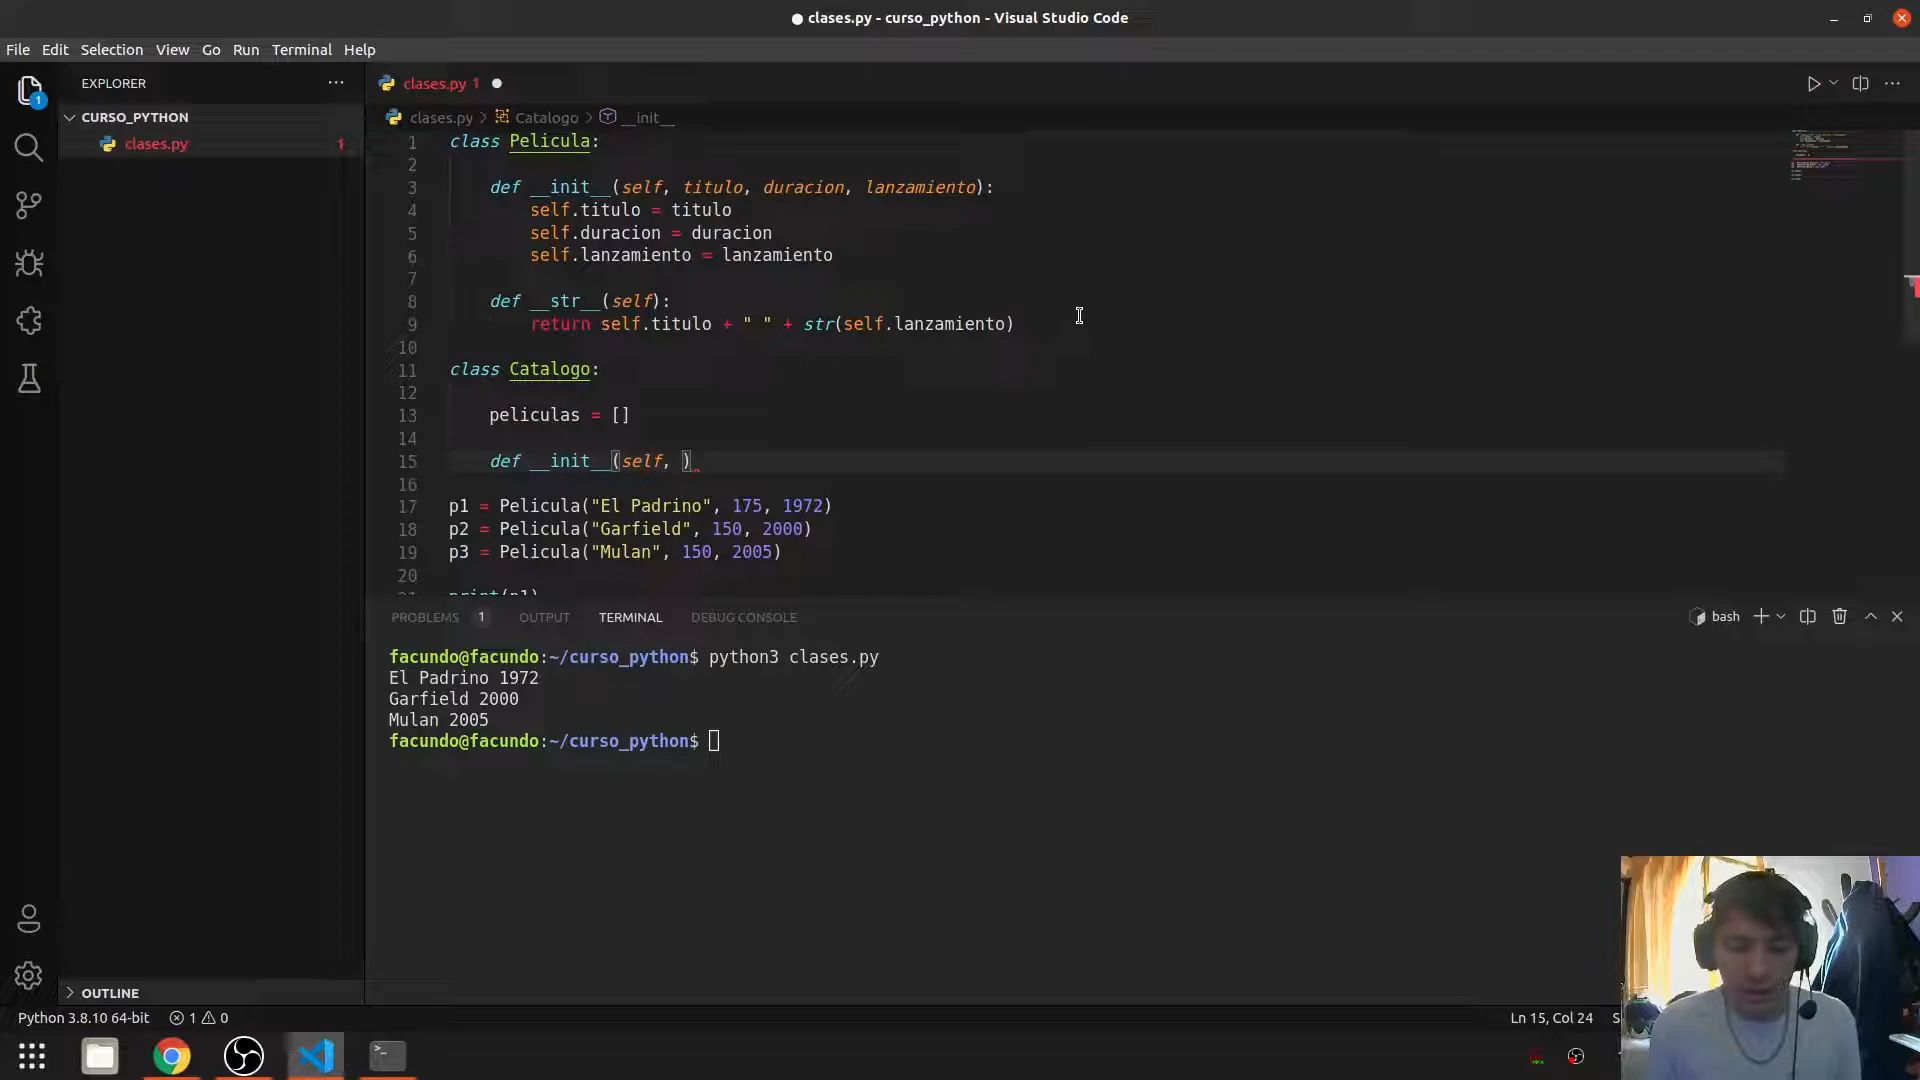 clases.py - curso_python - Visual Studio Code
File Edit Selection View Go Run Terminal Help
EXPLORER
clases.py 1
1
CURSO_PYTHON
clases.py > Catalogo > __init__
clases.py 1
1 class Pelicula:
2
3 def __init__(self, titulo, duracion, lanzamiento):
4 self.titulo = titulo
5 self.duracion = duracion
6 self.lanzamiento = lanzamiento
7
8 def __str__(self):
9 return self.titulo + " " + str(self.lanzamiento)
10
11 class Catalogo:
12
13 peliculas = []
14
15 def __init__(self, )
16
17 p1 = Pelicula("El Padrino", 175, 1972)
18 p2 = Pelicula("Garfield", 150, 2000)
19 p3 = Pelicula("Mulan", 150, 2005)
20
21 print(p1)
PROBLEMS 1 OUTPUT TERMINAL DEBUG CONSOLE
bash
facundo@facundo:~/curso_python$ python3 clases.py
El Padrino 1972
Garfield 2000
Mulan 2005
facundo@facundo:~/curso_python$
OUTLINE
Python 3.8.10 64-bit 1 0
Ln 15, Col 24